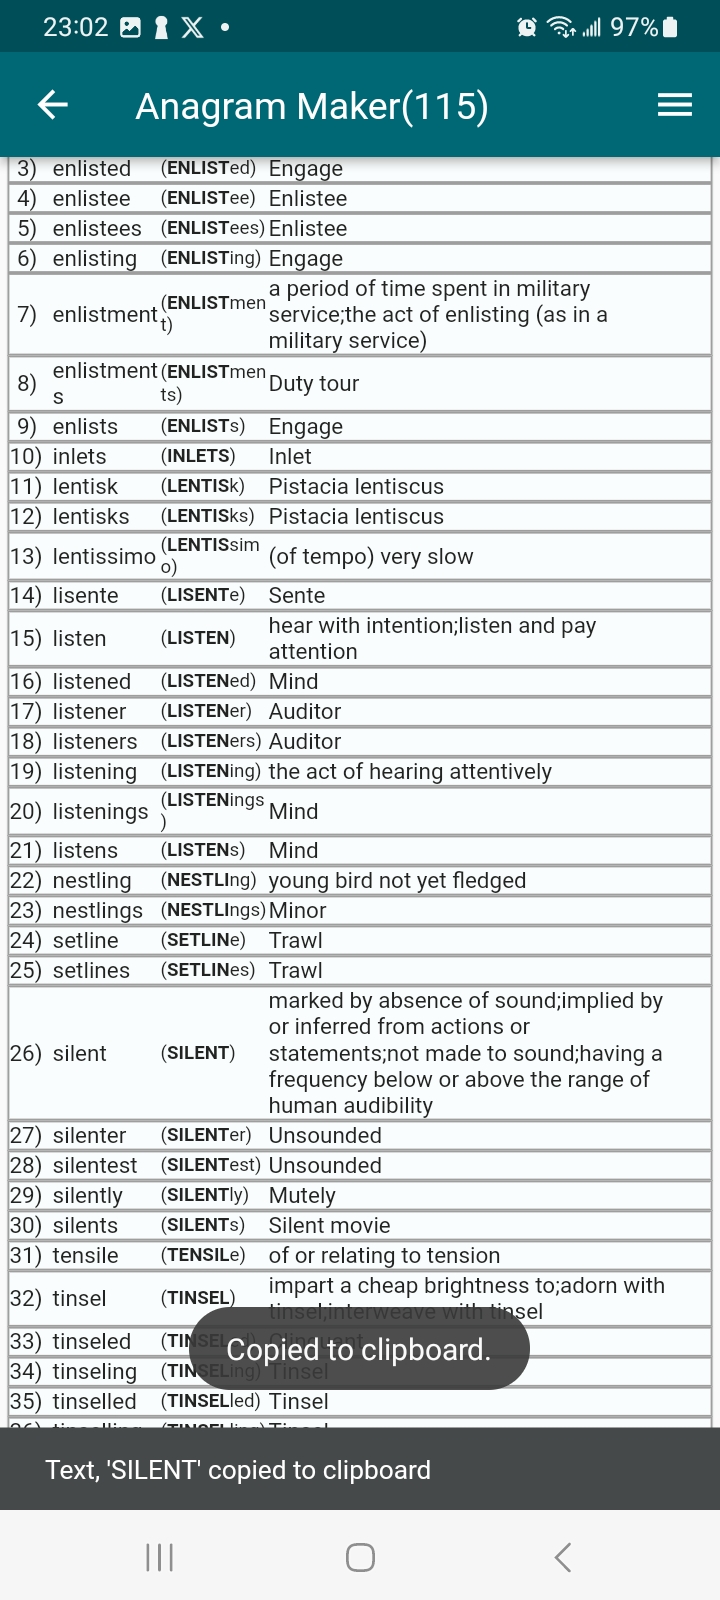 23:02 97%
Anagram Maker(115)
3) enlisted (ENLISTed) Engage
4) enlistee (ENLISTee) Enlistee
5) enlistees (ENLISTees) Enlistee
6) enlisting (ENLISTing) Engage
a period of time spent in military
7) enlistment (ENLISTmen service;the act of enlisting (as in a
t) military service)
enlistment (ENLISTmen
8) Duty tour
s ts)
9) enlists (ENLISTs) Engage
10) inlets (INLETS) Inlet
11) lentisk (LENTISk) Pistacia lentiscus
12) lentisks (LENTISks) Pistacia lentiscus
13) lentissimo (LENTISsim (of tempo) very slow
o)
14) lisente (LISENTe) Sente
15) listen (LISTEN) hear with intention;listen and pay
attention
16) listened (LISTENed) Mind
17) listener (LISTENer) Auditor
18) listeners (LISTENers) Auditor
19) listening (LISTENing) the act of hearing attentively
20) listenings (LISTENings Mind
)
21) listens (LISTENs) Mind
22) nestling (NESTLIng) young bird not yet fledged
23) nestlings (NESTLIngs) Minor
24) setline (SETLINe) Trawl
25) setlines (SETLINes) Trawl
marked by absence of sound;implied by
or inferred from actions or
26) silent (SILENT) statements;not made to sound;having a
frequency below or above the range of
human audibility
27) silenter (SILENTer) Unsounded
28) silentest (SILENTest) Unsounded
29) silently (SILENTly) Mutely
30) silents (SILENTs) Silent movie
31) tensile (TENSILe) of or relating to tension
32) tinsel (TINSEL) impart a cheap brightness to;adorn with
tinsel;interweave with tinsel
33) tinseled (TINSELed) Clinquant
34) tinseling (TINSELing) Tinsel
35) tinselled (TINSELled) Tinsel
36) tinselling (TINSELling) Tinsel
Copied to clipboard.
Text, 'SILENT' copied to clipboard